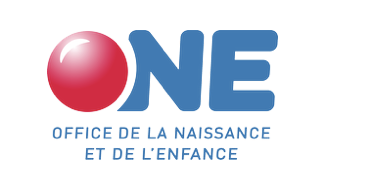 ONE
OFFICE DE LA NAISSANCE
ET DE L'ENFANCE